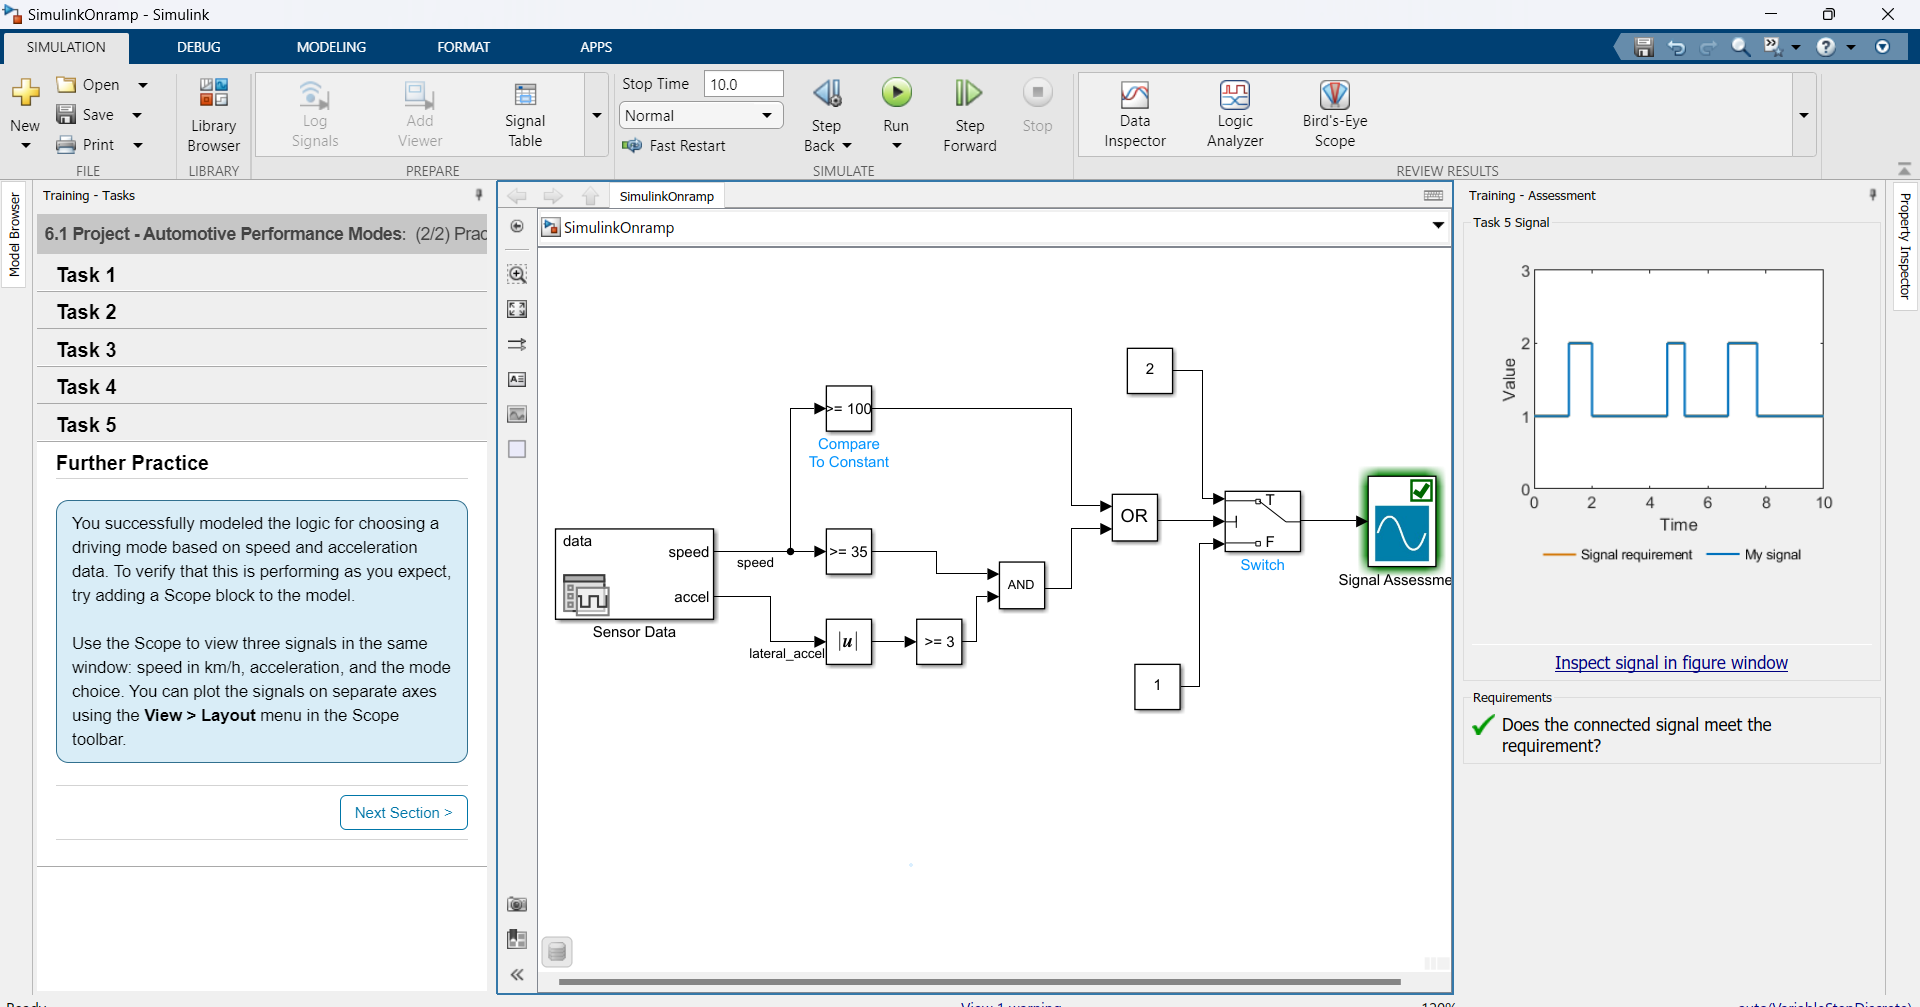 SimulinkOnramp - Simulink
SIMULATION
DEBUG
MODELING
FORMAT
APPS
New
Open
Save
Print
FILE
Library
Browser
LIBRARY
Log
Signals
Add
Viewer
Signal
Table
PREPARE
Stop Time 10.0
Normal
Fast Restart
Step
Back
Run
Step
Forward
Stop
SIMULATE
Data
Inspector
Logic
Analyzer
Bird's-Eye
Scope
REVIEW RESULTS
Model Browser
Training - Tasks
6.1 Project - Automotive Performance Modes: (2/2) Prac
Task 1
Task 2
Task 3
Task 4
Task 5
Further Practice
You successfully modeled the logic for choosing a
driving mode based on speed and acceleration
data. To verify that this is performing as you expect,
try adding a Scope block to the model.
Use the Scope to view three signals in the same
window: speed in km/h, acceleration, and the mode
choice. You can plot the signals on separate axes
using the View > Layout menu in the Scope
toolbar.
Next Section >
SimulinkOnramp
SimulinkOnramp
2
>= 100
Compare
To Constant
data
speed
accel
Sensor Data
speed
>= 35
lateral_accel
|u|
>= 3
AND
OR
T
F
Switch
1
Signal Assessme
Training - Assessment
Task 5 Signal
3
2
1
0
Value
0 2 4 6 8 10
Time
Signal requirement
My signal
Inspect signal in figure window
Requirements
Does the connected signal meet the
requirement?
Property Inspector
Ready
View 1 warning
120%
auto(VariableStepDiscrete)